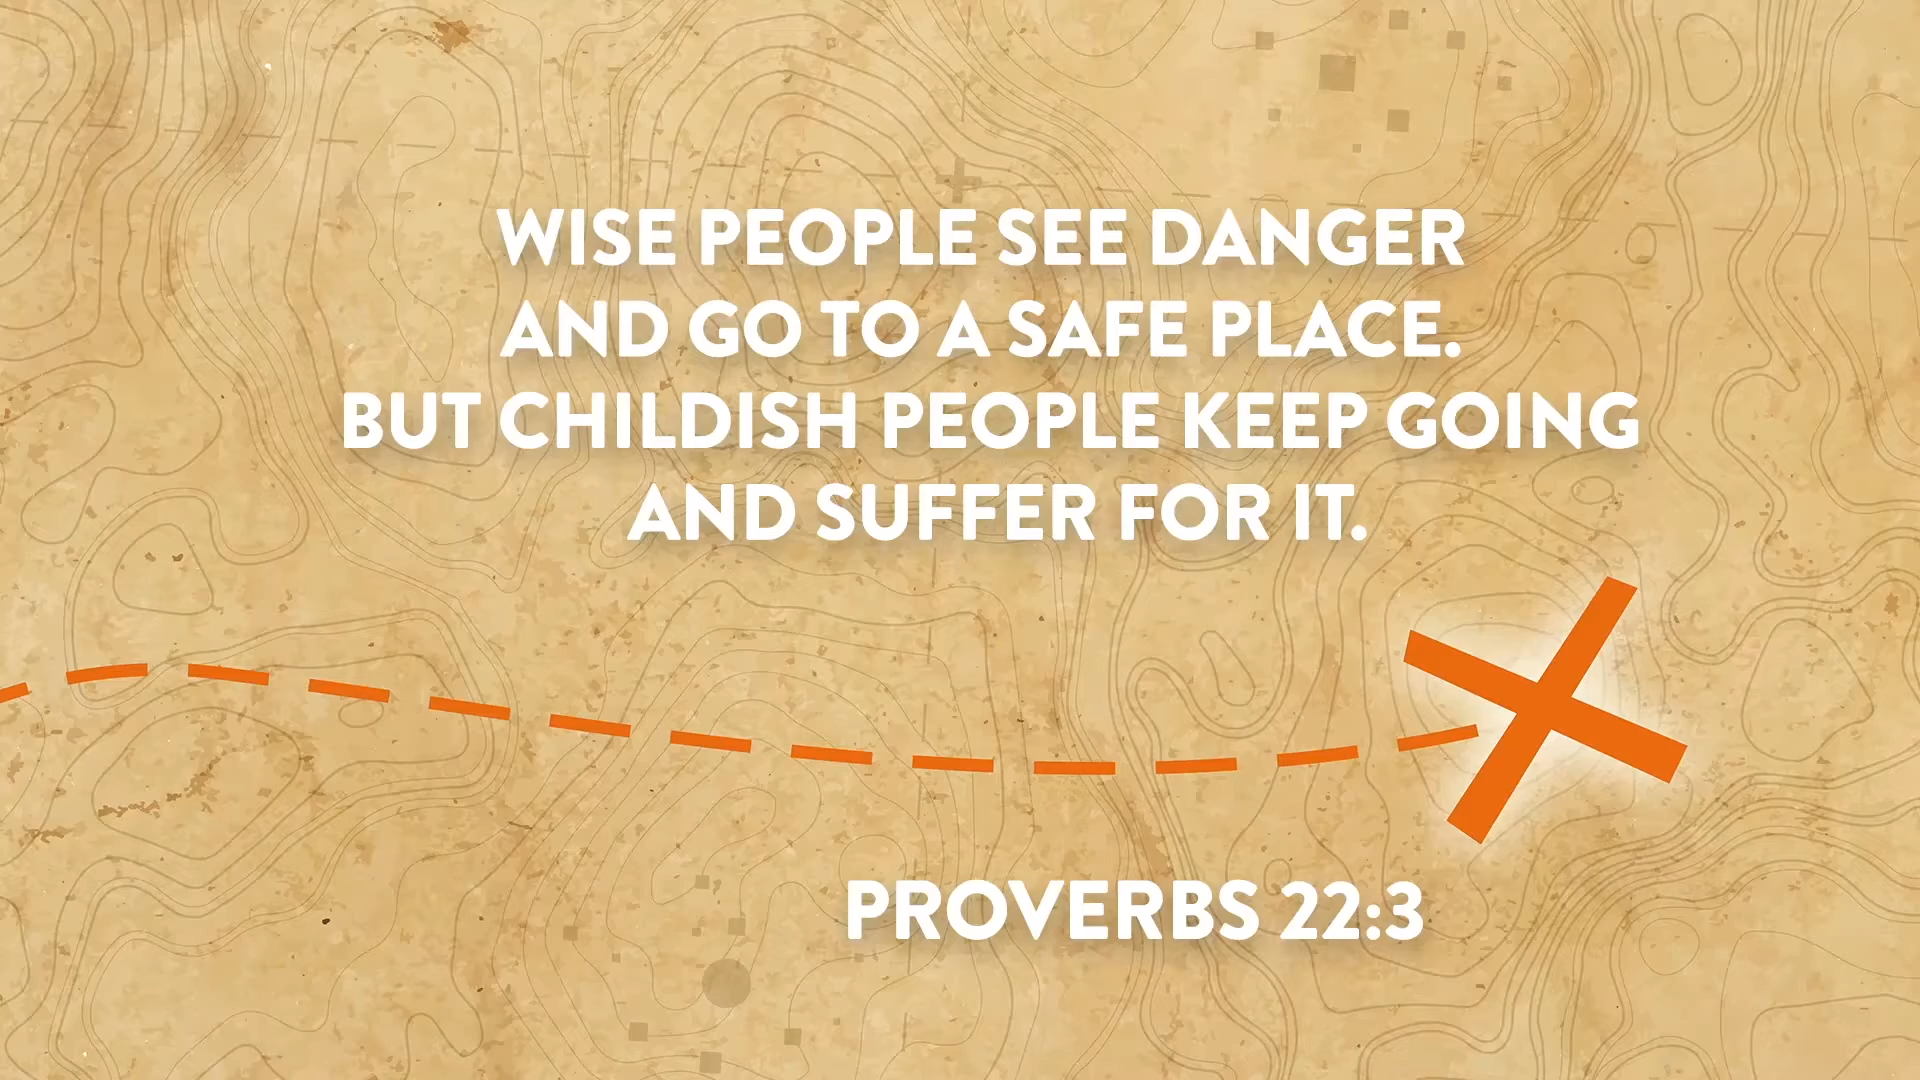 WISE PEOPLE SEE DANGER
AND GO TO A SAFE PLACE.
BUT CHILDISH PEOPLE KEEP GOING
AND SUFFER FOR IT.
PROVERBS 22:3